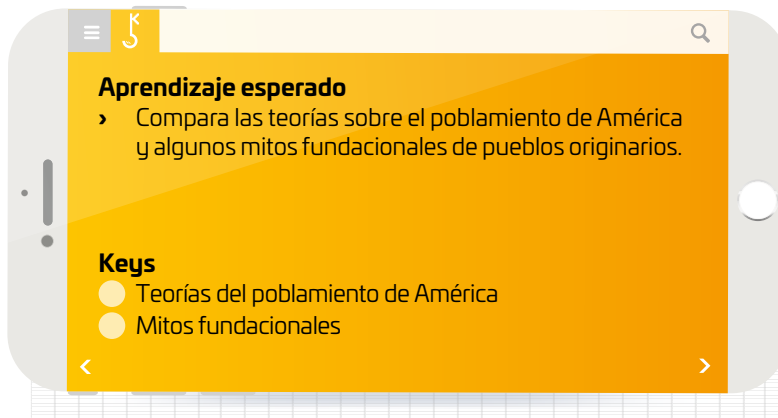 Aprendizaje esperado
› Compara las teorías sobre el poblamiento de América
y algunos mitos fundacionales de pueblos originarios.
Keys
Teorías del poblamiento de América
Mitos fundacionales